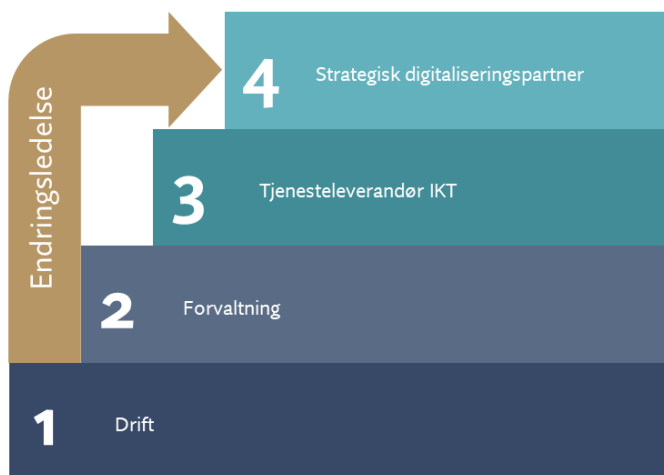 Endringsledelse
4 Strategisk digitaliseringspartner
3 Tjenesteleverandør IKT
2 Forvaltning
1 Drift